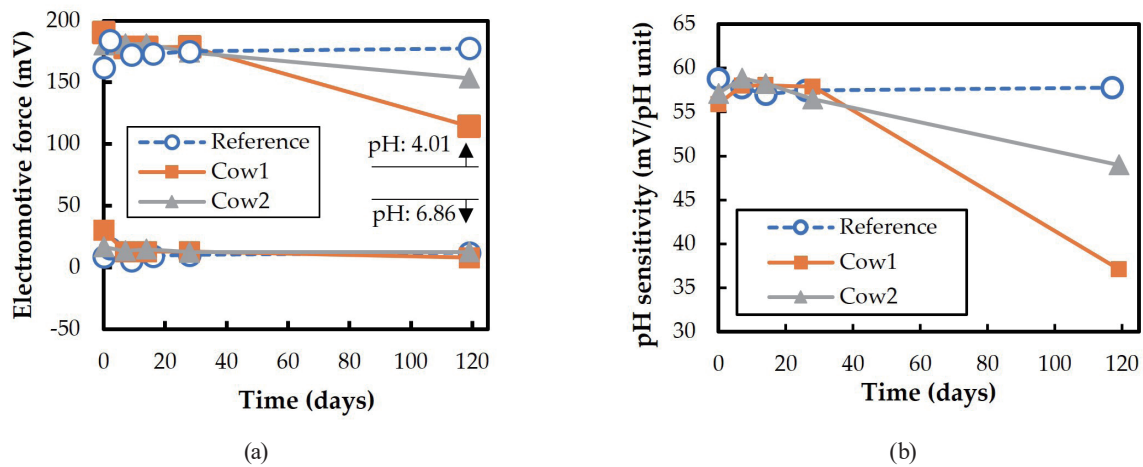 Electromotive force (mV)
200
150
100
50
0
-50
Reference
Cow1
Cow2
pH: 4.01
pH: 6.86
0 20 40 60 80 100 120
Time (days)
(a)
pH sensitivity (mV/pH unit)
65
60
55
50
45
40
35
30
Reference
Cow1
Cow2
0 20 40 60 80 100 120
Time (days)
(b)